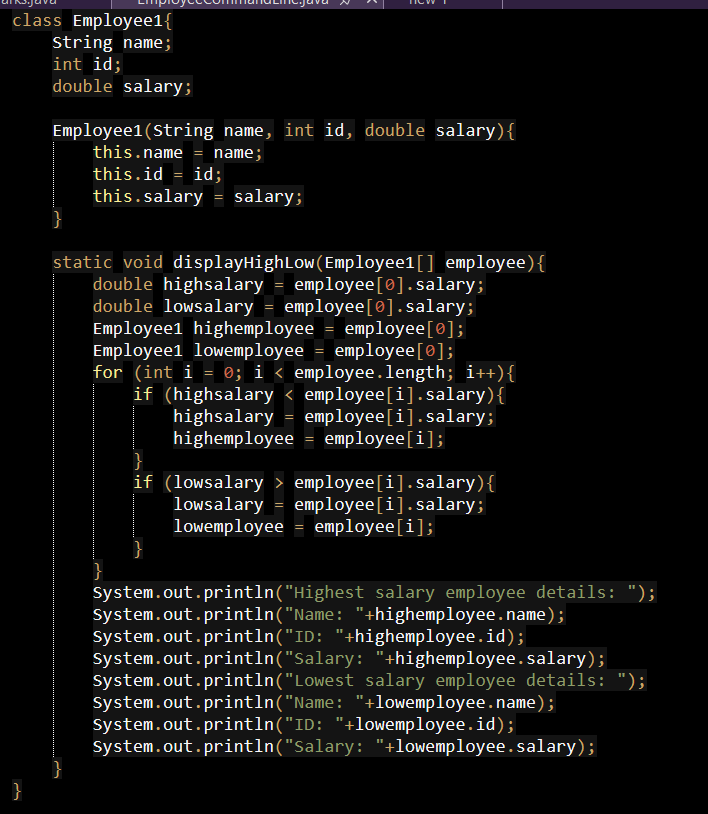 arks.java EmployeeCommandLine.java new 1
class Employee1{
    String name;
    int id;
    double salary;

    Employee1(String name, int id, double salary){
        this.name = name;
        this.id = id;
        this.salary = salary;
    }

    static void displayHighLow(Employee1[] employee){
        double highsalary = employee[0].salary;
        double lowsalary = employee[0].salary;
        Employee1 highemployee = employee[0];
        Employee1 lowemployee = employee[0];
        for (int i = 0; i < employee.length; i++){
            if (highsalary < employee[i].salary){
                highsalary = employee[i].salary;
                highemployee = employee[i];
            }
            if (lowsalary > employee[i].salary){
                lowsalary = employee[i].salary;
                lowemployee = employee[i];
            }
        }
        System.out.println("Highest salary employee details: ");
        System.out.println("Name: "+highemployee.name);
        System.out.println("ID: "+highemployee.id);
        System.out.println("Salary: "+highemployee.salary);
        System.out.println("Lowest salary employee details: ");
        System.out.println("Name: "+lowemployee.name);
        System.out.println("ID: "+lowemployee.id);
        System.out.println("Salary: "+lowemployee.salary);
    }
}